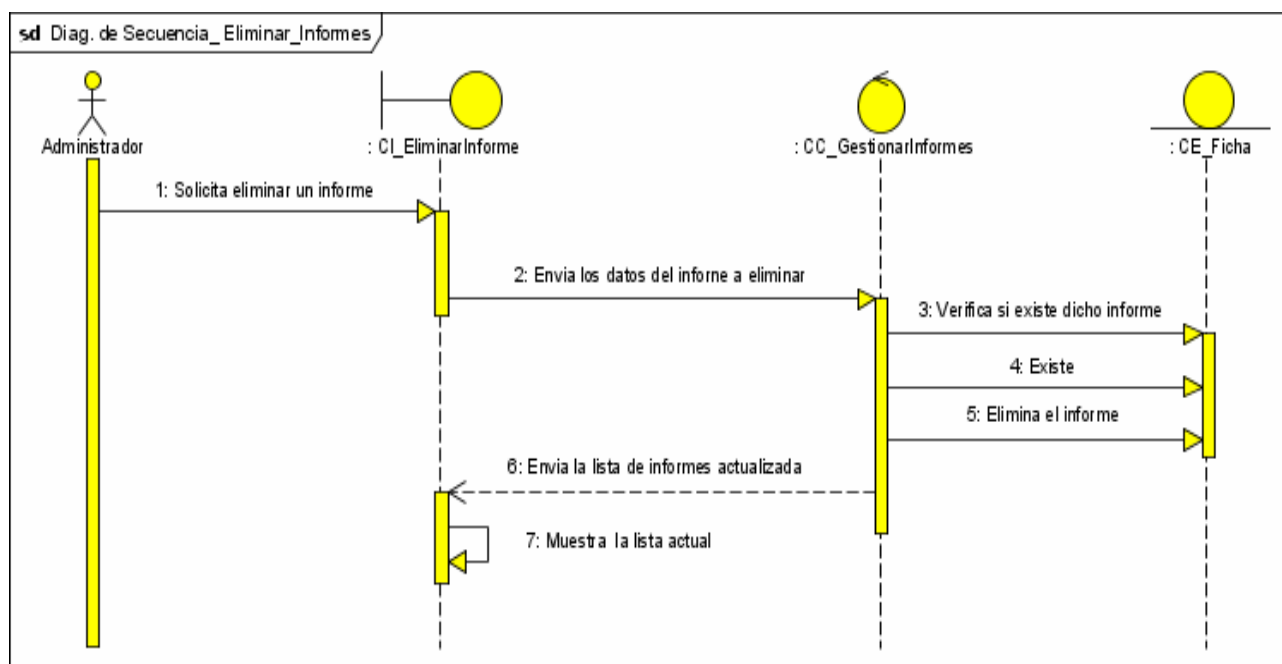 sd Diag. de Secuencia_ Eliminar_Informes
Administrador
: CI_EliminarInforme
: CC_GestionarInformes
: CE_Ficha
1: Solicita eliminar un informe
2: Envia los datos del informe a eliminar
3: Verifica si existe dicho informe
4: Existe
5: Elimina el informe
6: Envia la lista de informes actualizada
7: Muestra la lista actual